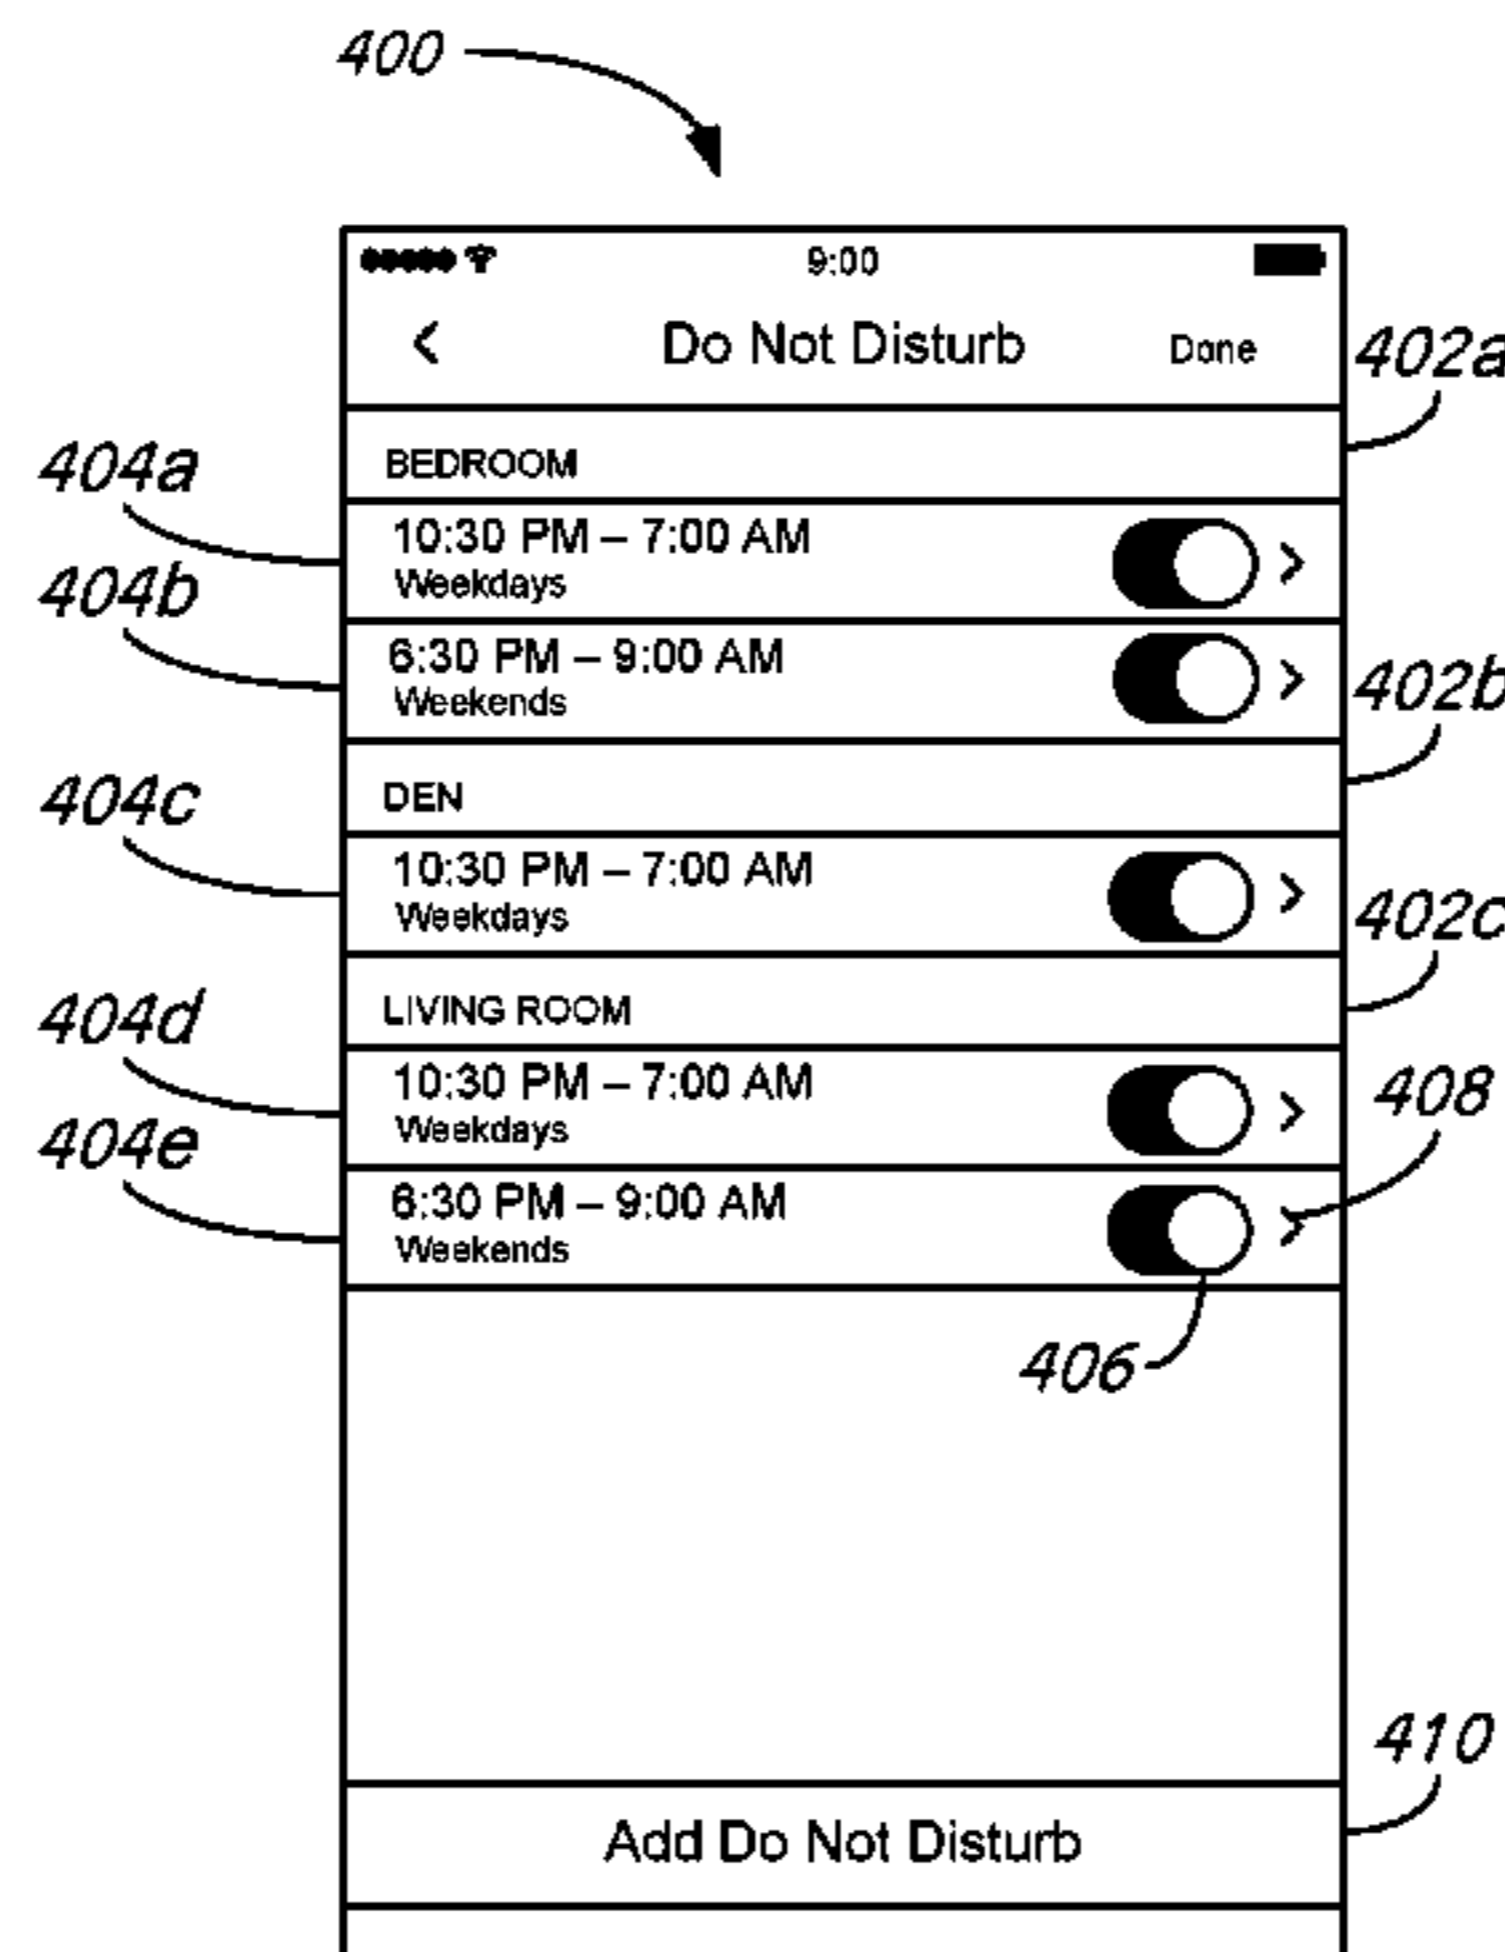 400
9:00
< Do Not Disturb Done
402a
BEDROOM
404a
10:30 PM – 7:00 AM
Weekdays
404b
6:30 PM – 9:00 AM
Weekends
402b
DEN
404c
10:30 PM – 7:00 AM
Weekdays
402c
LIVING ROOM
404d
10:30 PM – 7:00 AM
Weekdays
408
404e
6:30 PM – 9:00 AM
Weekends
406
410
Add Do Not Disturb